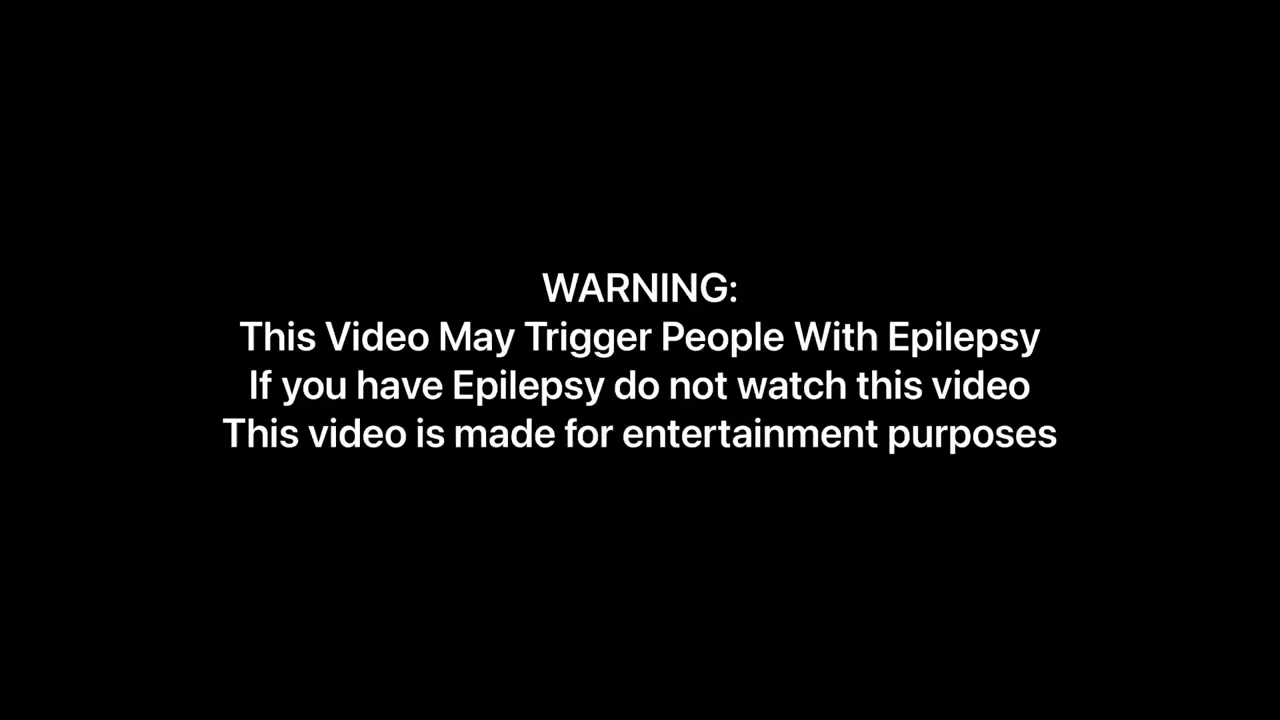 WARNING:
This Video May Trigger People With Epilepsy
If you have Epilepsy do not watch this video
This video is made for entertainment purposes